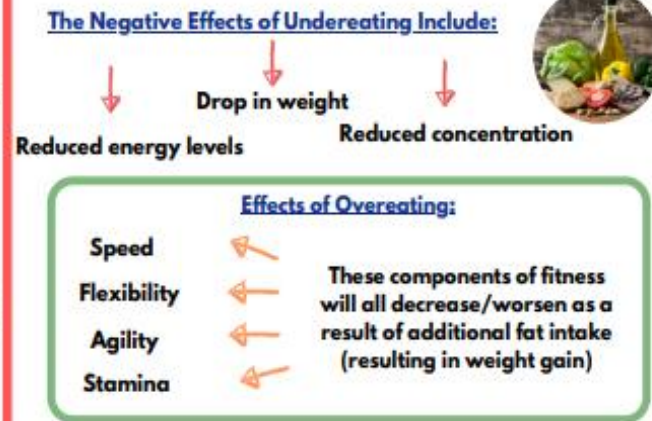 The Negative Effects of Undereating Include:
Drop in weight
Reduced energy levels
Reduced concentration
Effects of Overeating:
Speed
Flexibility
Agility
Stamina
These components of fitness
will all decrease/worsen as a
result of additional fat intake
(resulting in weight gain)